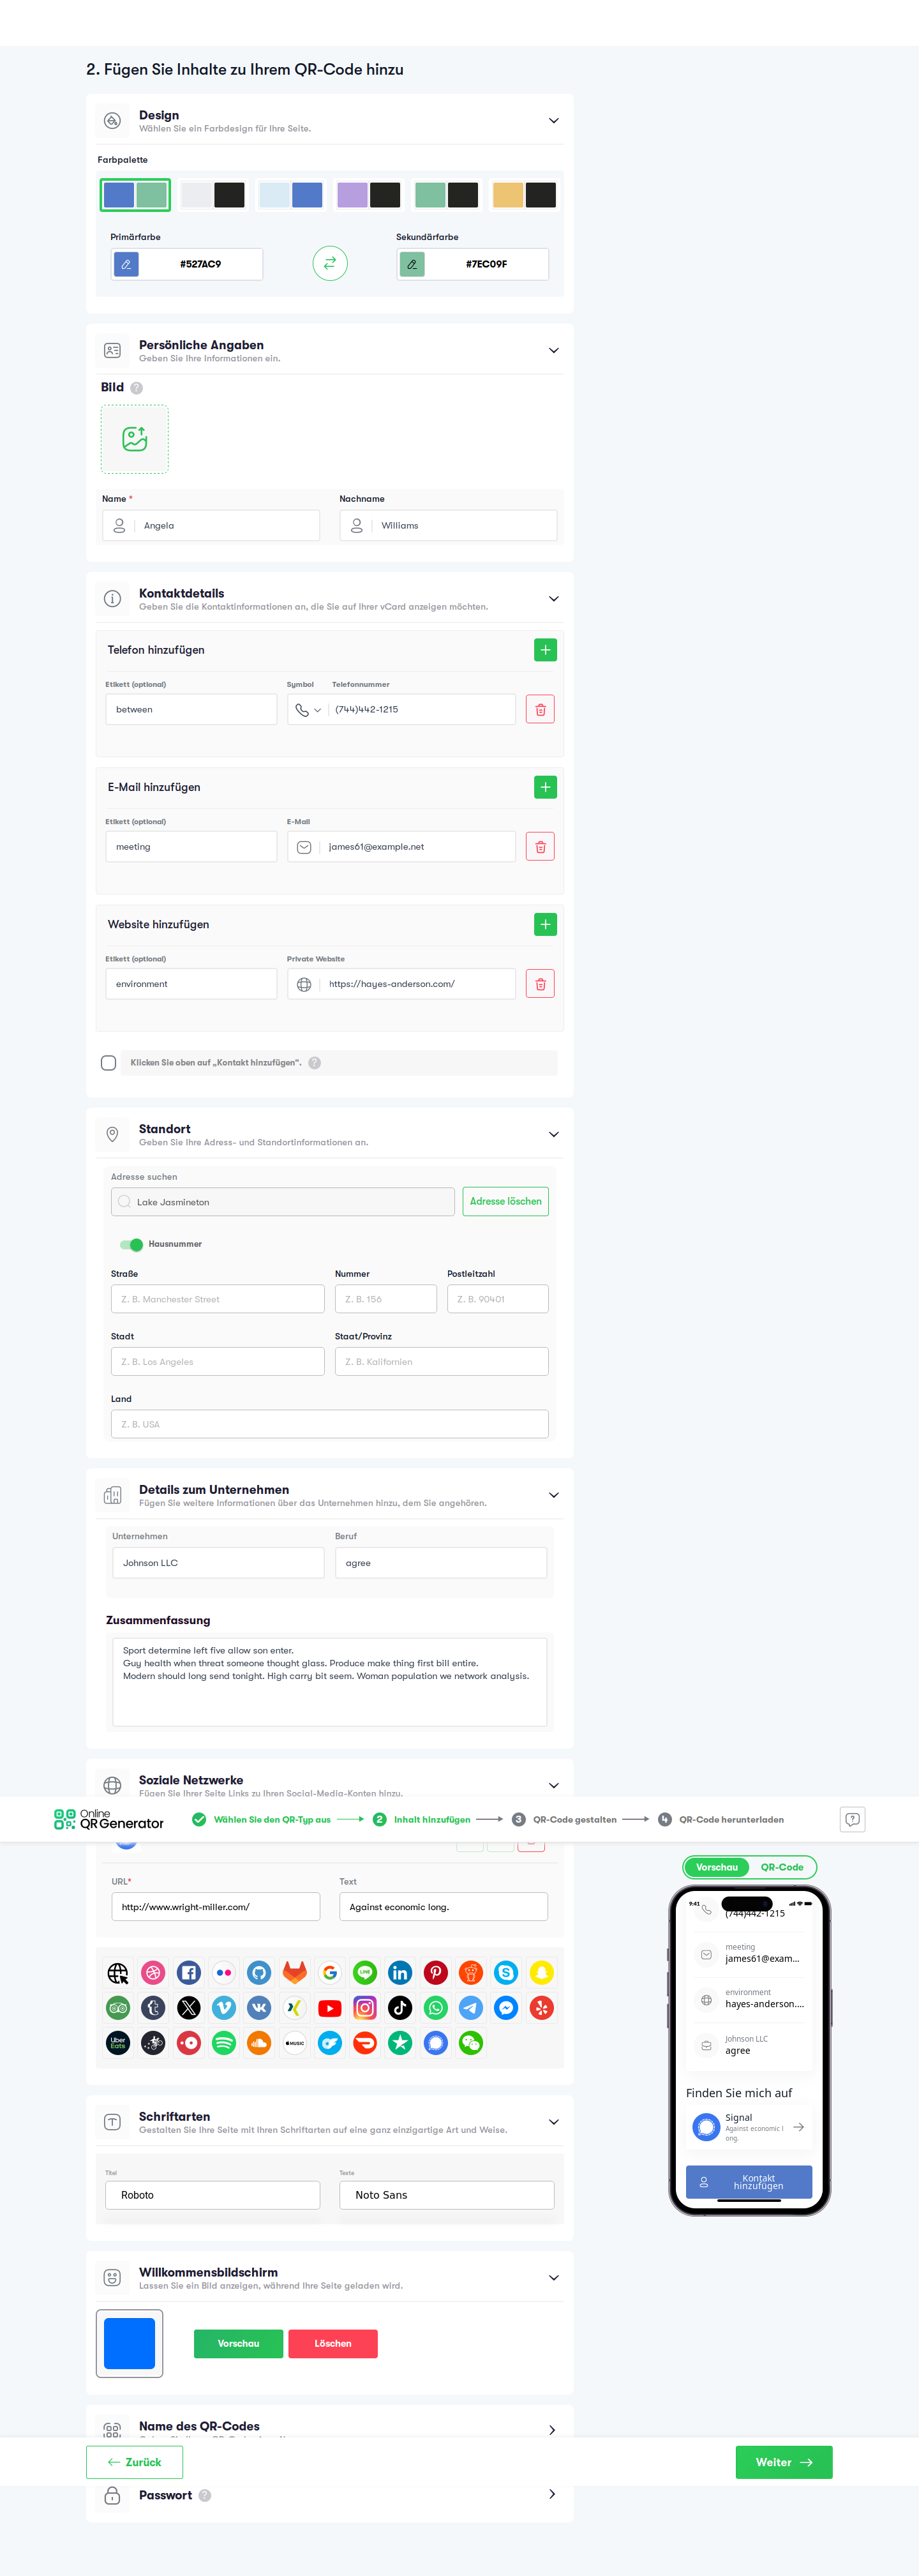 2. Fügen Sie Inhalte zu Ihrem QR-Code hinzu
Design
Wählen Sie ein Farbdesign für Ihre Seite.
Farbpalette
Primärfarbe
Sekundärfarbe
#527AC9
#7EC09F
Persönliche Angaben
Geben Sie Ihre Informationen ein.
Bild ?
Name *
Nachname
Angela
Williams
Kontaktdetails
Geben Sie die Kontaktinformationen an, die Sie auf Ihrer vCard anzeigen möchten.
Telefon hinzufügen
Etikett (optional)
Symbol
Telefonnummer
between
(744)442-1215
E-Mail hinzufügen
Etikett (optional)
E-Mail
meeting
james61@example.net
Website hinzufügen
Etikett (optional)
Private Website
environment
https://hayes-anderson.com/
Klicken Sie oben auf „Kontakt hinzufügen". ?
Standort
Geben Sie Ihre Adress- und Standortinformationen an.
Adresse suchen
Lake Jasmineton
Adresse löschen
Hausnummer
Straße
Nummer
Postleitzahl
Z. B. Manchester Street
Z. B. 156
Z. B. 90401
Stadt
Staat/Provinz
Z. B. Los Angeles
Z. B. Kalifornien
Land
Z. B. USA
Details zum Unternehmen
Fügen Sie weitere Informationen über das Unternehmen hinzu, dem Sie angehören.
Unternehmen
Beruf
Johnson LLC
agree
Zusammenfassung
Sport determine left five allow son enter.
Guy health when threat someone thought glass. Produce make thing first bill entire.
Modern should long send tonight. High carry bit seem. Woman population we network analysis.
Soziale Netzwerke
Fügen Sie Ihrer Seite Links zu Ihren Social-Media-Konten hinzu.
Online
QR Generator
Wählen Sie den QR-Typ aus
2 Inhalt hinzufügen
3 QR-Code gestalten
4 QR-Code herunterladen
Vorschau
QR-Code
URL*
Text
http://www.wright-miller.com/
Against economic long.
LINE
Uber
Eats
MUSIC
9:41
(744)442-1215
meeting
james61@exam...
environment
hayes-anderson....
Johnson LLC
agree
Finden Sie mich auf
Signal
Against economic l
ong.
Kontakt
hinzufügen
Schriftarten
Gestalten Sie Ihre Seite mit Ihren Schriftarten auf eine ganz einzigartige Art und Weise.
Titel
Texte
Roboto
Noto Sans
Willkommensbildschirm
Lassen Sie ein Bild anzeigen, während Ihre Seite geladen wird.
Vorschau
Löschen
Name des QR-Codes
Zurück
Weiter
Passwort ?